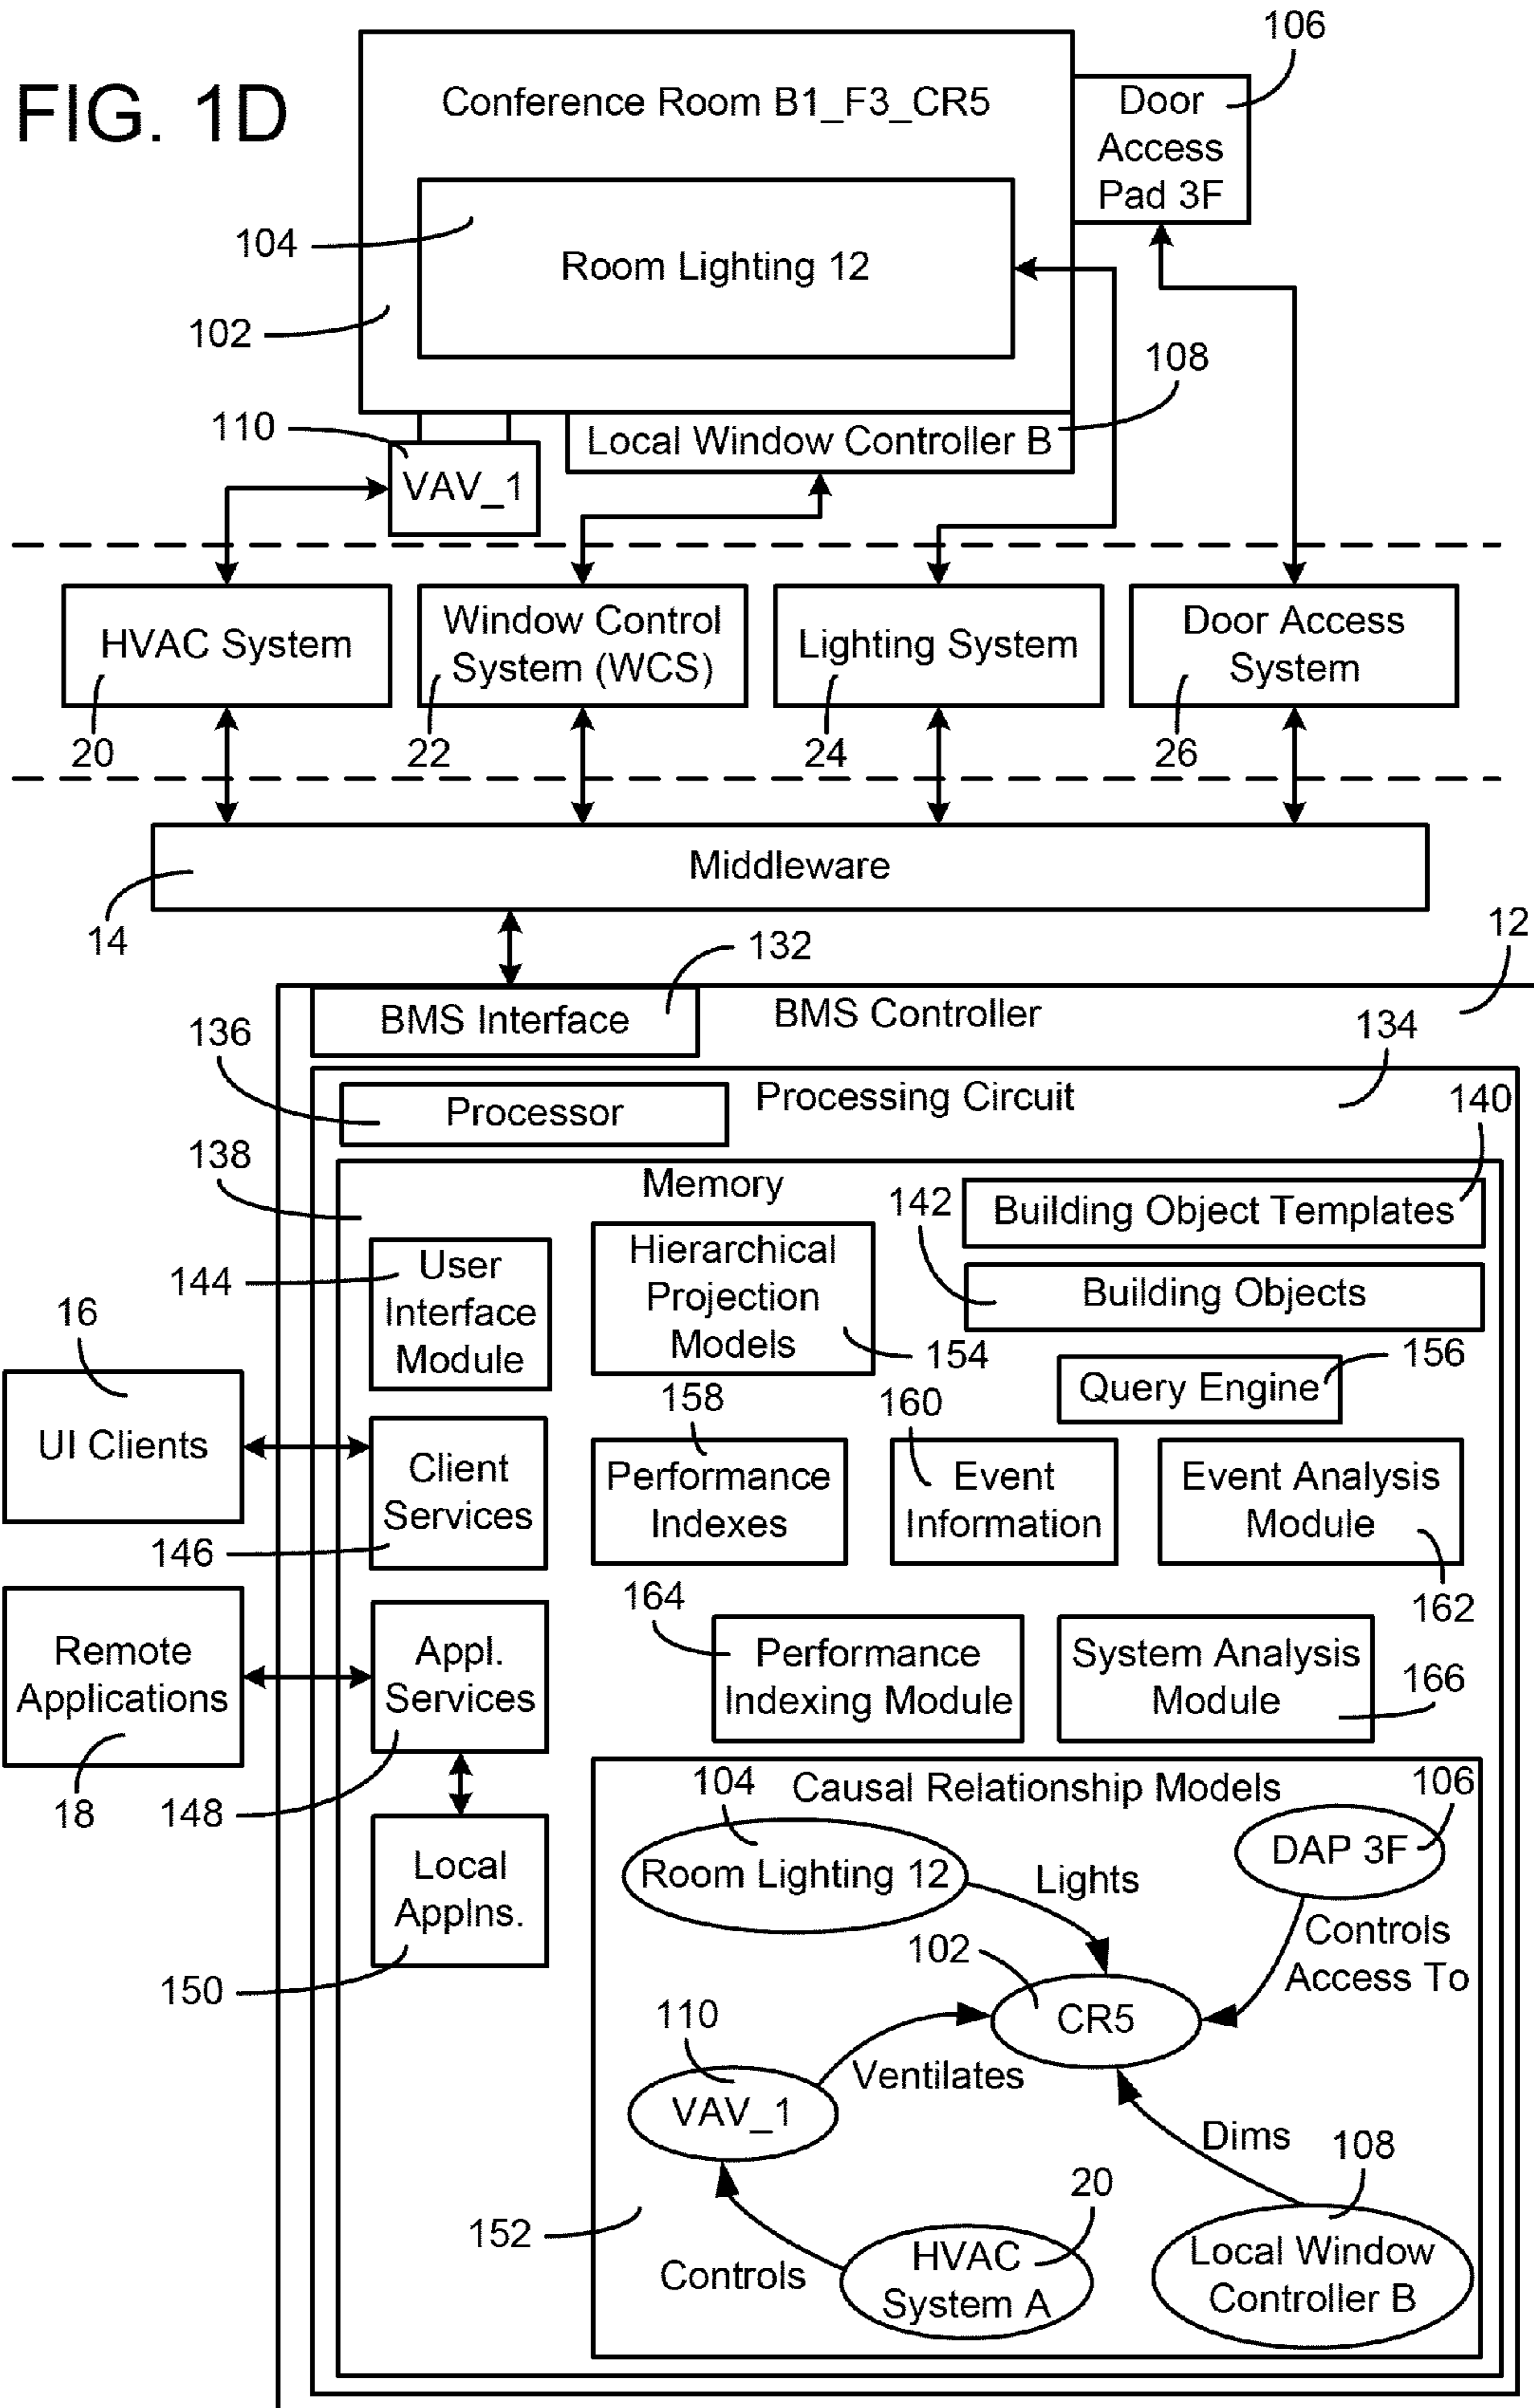 FIG. 1D
106
Conference Room B1_F3_CR5
Door
Access
Pad 3F
104
Room Lighting 12
102
108
110
Local Window Controller B
VAV_1
HVAC System
Window Control
System (WCS)
Lighting System
Door Access
System
20
22
24
26
Middleware
14
12
132
BMS Interface
BMS Controller
134
136
Processor
Processing Circuit
140
138
Memory
142
Building Object Templates
144
User
Interface
Module
Hierarchical
Projection
Models
Building Objects
16
154
156
Query Engine
158
160
UI Clients
Client
Services
Performance
Indexes
Event
Information
Event Analysis
Module
146
164
162
Remote
Applications
Appl.
Services
Performance
Indexing Module
System Analysis
Module
166
18
148
104
Causal Relationship Models
106
Local
Applns.
Room Lighting 12
DAP 3F
Lights
Controls
Access To
102
150
CR5
110
Ventilates
VAV_1
Dims
108
20
152
Controls
HVAC
System A
Local Window
Controller B